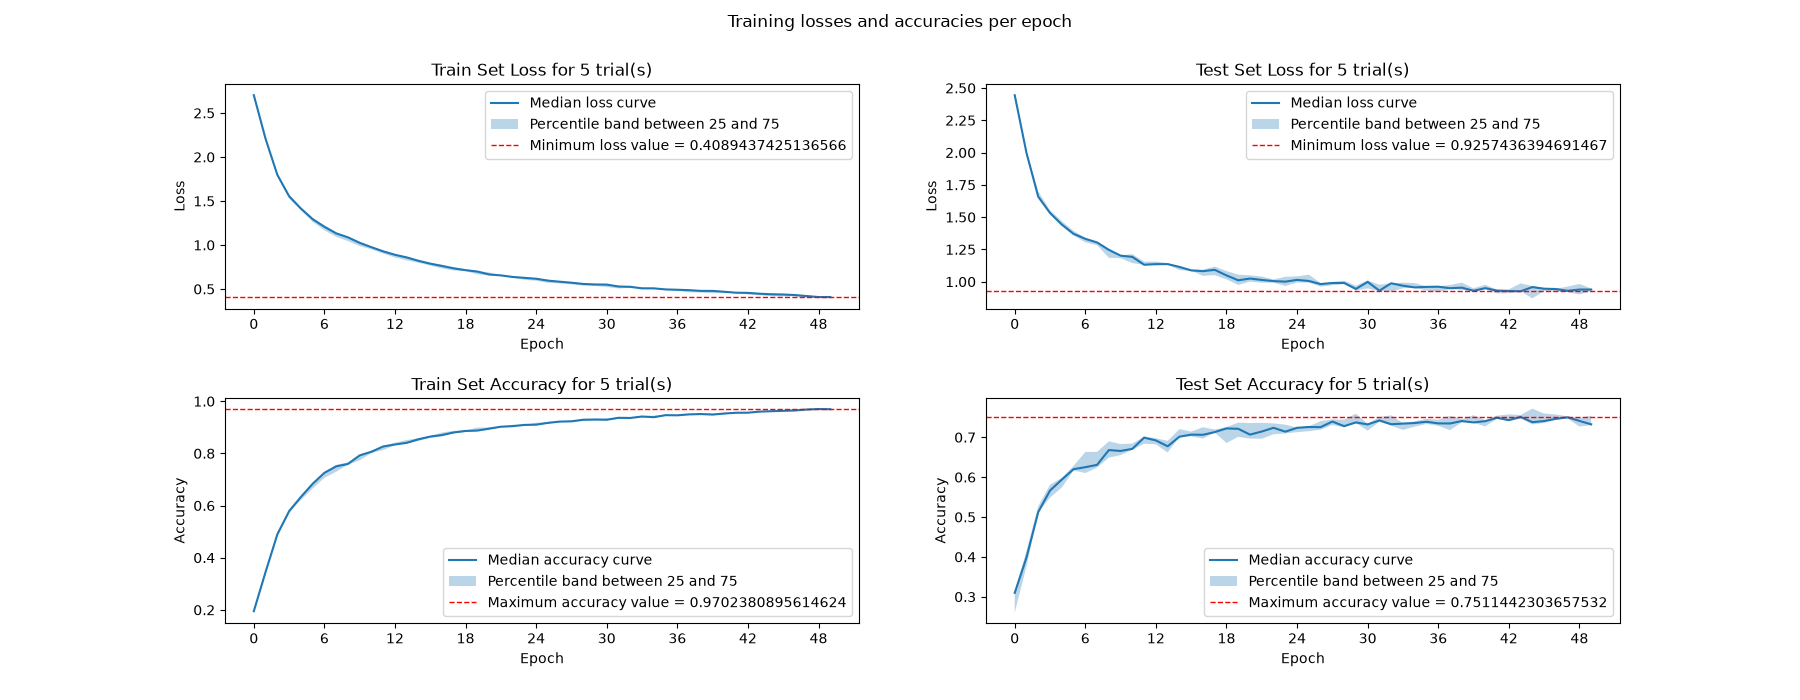 Training losses and accuracies per epoch
Train Set Loss for 5 trial(s)
Loss
2.5
2.0
1.5
1.0
0.5
Median loss curve
Percentile band between 25 and 75
Minimum loss value = 0.4089437425136566
0 6 12 18 24 30 36 42 48
Epoch
Test Set Loss for 5 trial(s)
Loss
2.50
2.25
2.00
1.75
1.50
1.25
1.00
Median loss curve
Percentile band between 25 and 75
Minimum loss value = 0.9257436394691467
0 6 12 18 24 30 36 42 48
Epoch
Train Set Accuracy for 5 trial(s)
Accuracy
1.0
0.8
0.6
0.4
0.2
Median accuracy curve
Percentile band between 25 and 75
Maximum accuracy value = 0.9702380895614624
0 6 12 18 24 30 36 42 48
Epoch
Test Set Accuracy for 5 trial(s)
Accuracy
0.7
0.6
0.5
0.4
0.3
Median accuracy curve
Percentile band between 25 and 75
Maximum accuracy value = 0.7511442303657532
0 6 12 18 24 30 36 42 48
Epoch